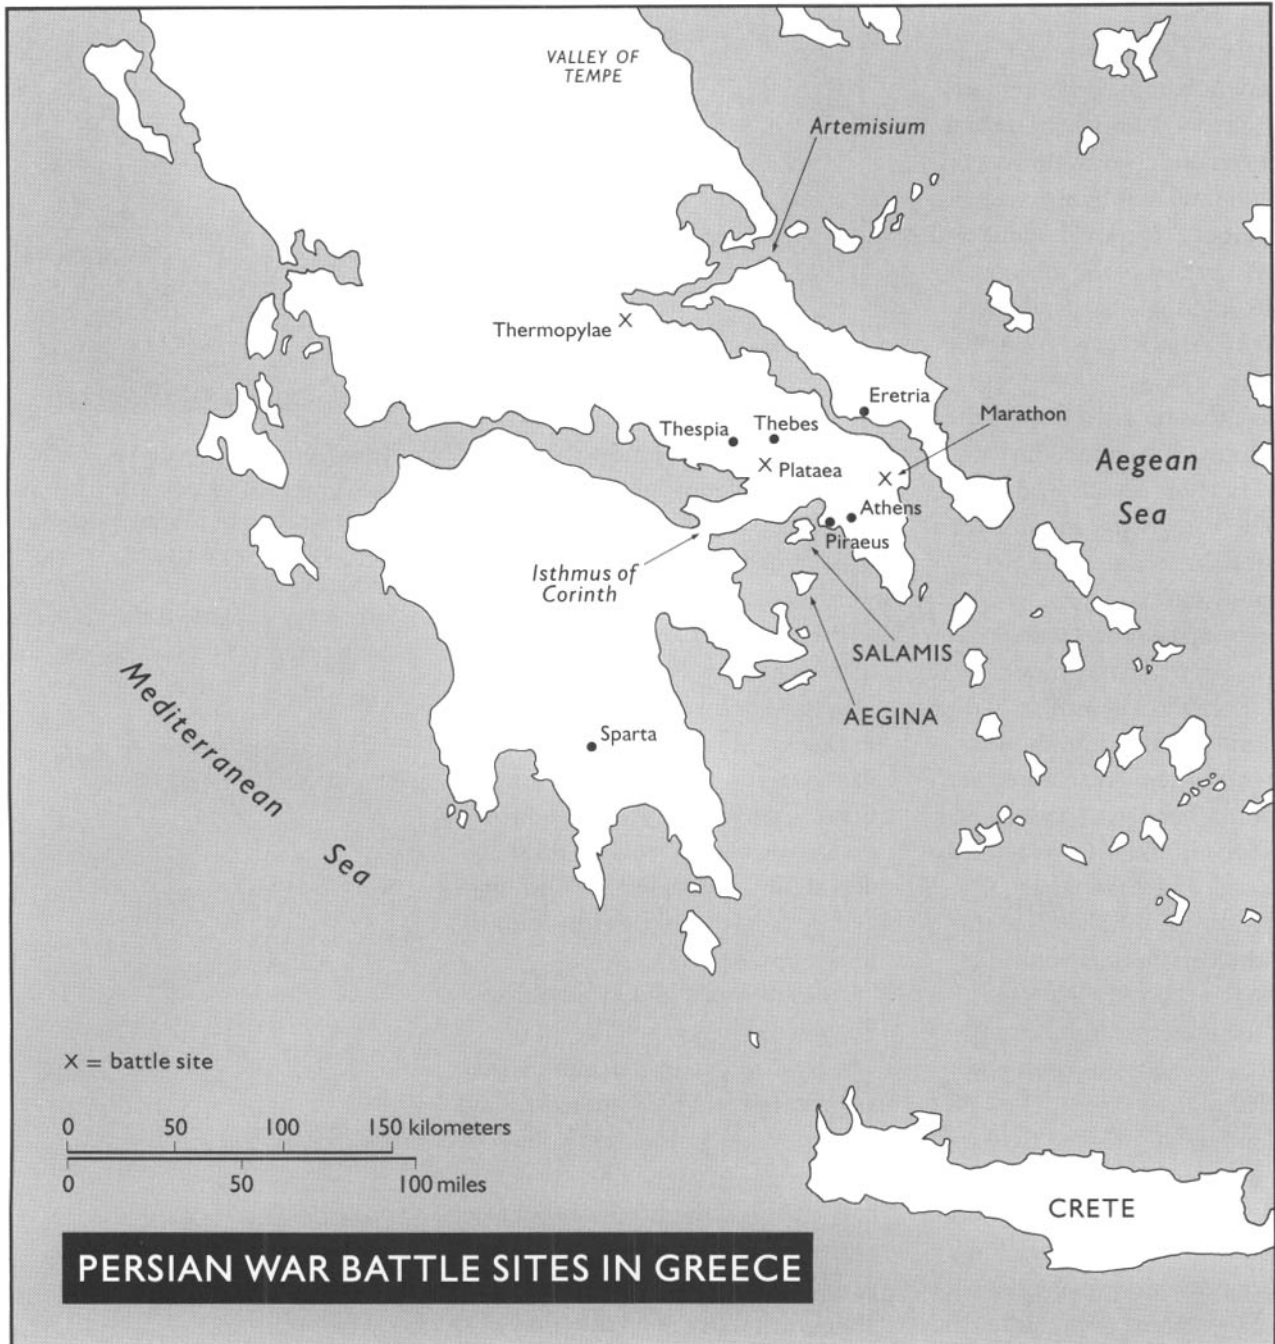 VALLEY OF
TEMPE
Artemisium
Thermopylae
Eretria
Marathon
Thespia
Thebes
Plataea
Aegean
Sea
Athens
Piraeus
Isthmus of
Corinth
SALAMIS
AEGINA
Mediterranean
Sea
Sparta
X = battle site
0 50 100 150 kilometers
0 50 100 miles
CRETE
PERSIAN WAR BATTLE SITES IN GREECE